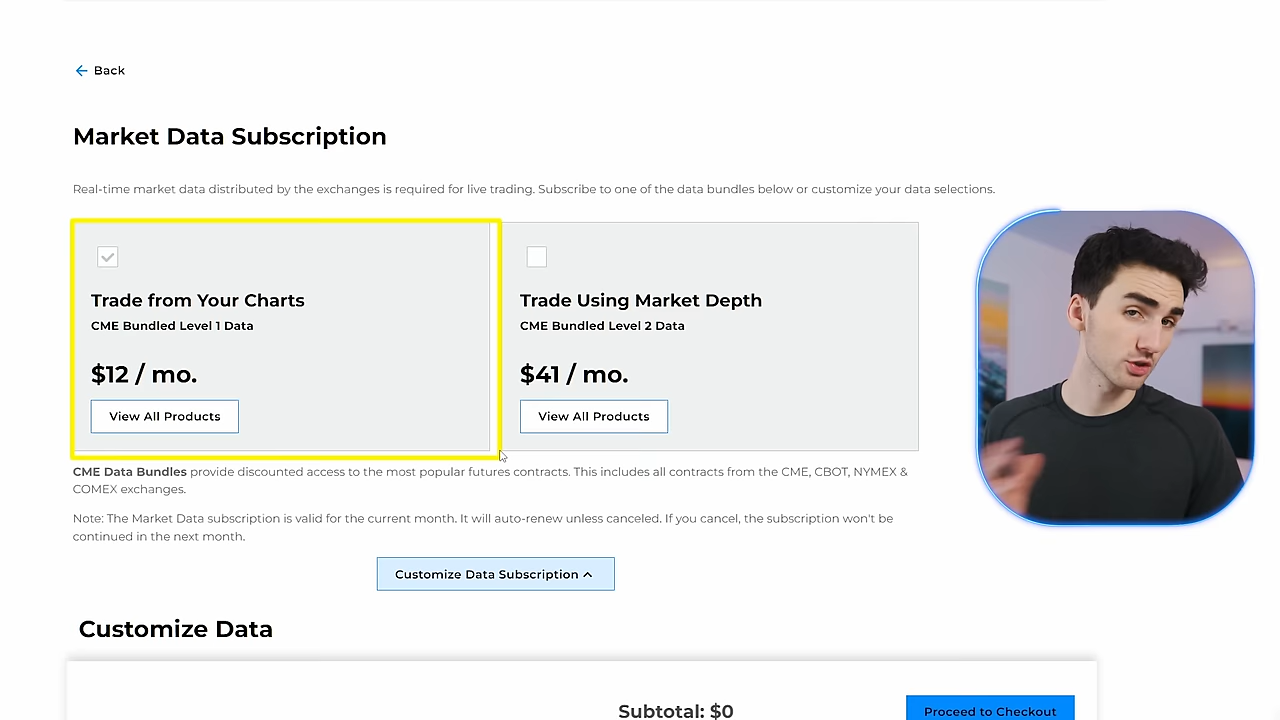 Back
Market Data Subscription
Real-time market data distributed by the exchanges is required for live trading. Subscribe to one of the data bundles below or customize your data selections.
Trade from Your Charts
CME Bundled Level 1 Data
$12 / mo.
View All Products
Trade Using Market Depth
CME Bundled Level 2 Data
$41 / mo.
View All Products
CME Data Bundles provide discounted access to the most popular futures contracts. This includes all contracts from the CME, CBOT, NYMEX &
COMEX exchanges.
Note: The Market Data subscription is valid for the current month. It will auto-renew unless canceled. If you cancel, the subscription won't be
continued in the next month.
Customize Data Subscription
Customize Data
Subtotal: $0
Proceed to Checkout